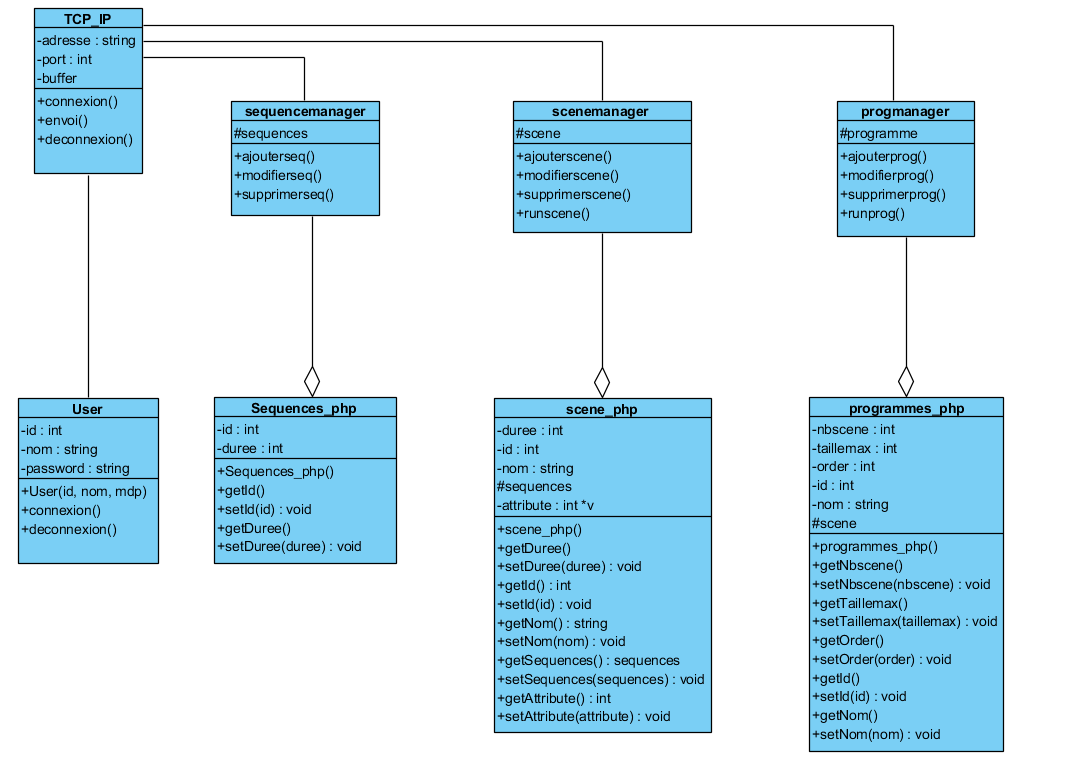 TCP_IP
-adresse : string
-port : int
-buffer
+connexion()
+envoi()
+deconnexion()
sequencemanager
#sequences
+ajouterseq()
+modifierseq()
+supprimerseq()
scenemanager
#scene
+ajouterscene()
+modifierscene()
+supprimerscene()
+runscene()
progmanager
#programme
+ajouterprog()
+modifierprog()
+supprimerprog()
+runprog()
User
-id : int
-nom : string
-password : string
+User(id, nom, mdp)
+connexion()
+deconnexion()
Sequences_php
-id : int
-duree : int
+Sequences_php()
+getId()
+setId(id) : void
+getDuree()
+setDuree(duree) : void
scene_php
-duree : int
-id : int
-nom : string
#sequences
-attribute : int *v
+scene_php()
+getDuree()
+setDuree(duree) : void
+getId() : int
+setId(id) : void
+getNom() : string
+setNom(nom) : void
+getSequences() : sequences
+setSequences(sequences) : void
+getAttribute() : int
+setAttribute(attribute) : void
programmes_php
-nbscene : int
-taillemax : int
-order : int
-id : int
-nom : string
#scene
+programmes_php()
+getNbscene()
+setNbscene(nbscene) : void
+getTaillemax()
+setTaillemax(taillemax) : void
+getOrder()
+setOrder(order) : void
+getId()
+setId(id) : void
+getNom()
+setNom(nom) : void